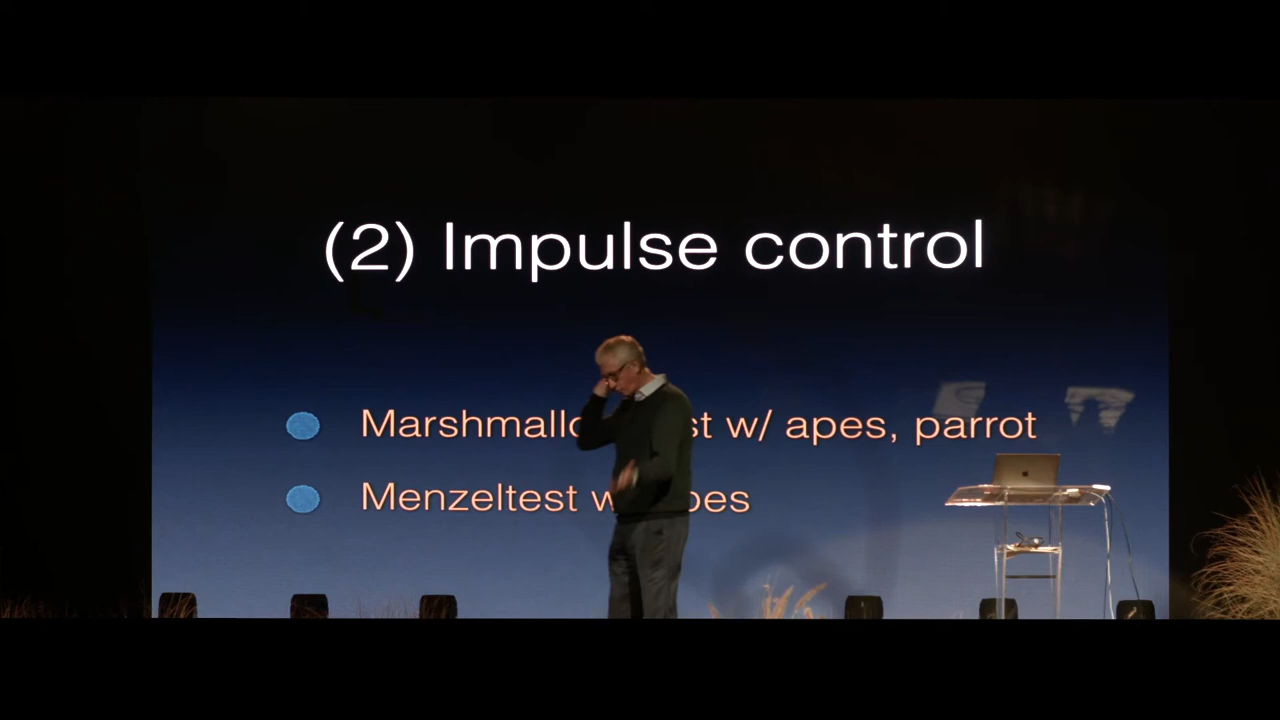 (2) Impulse control
Marshmallo st w/ apes, parrot
Menzeltest w pes